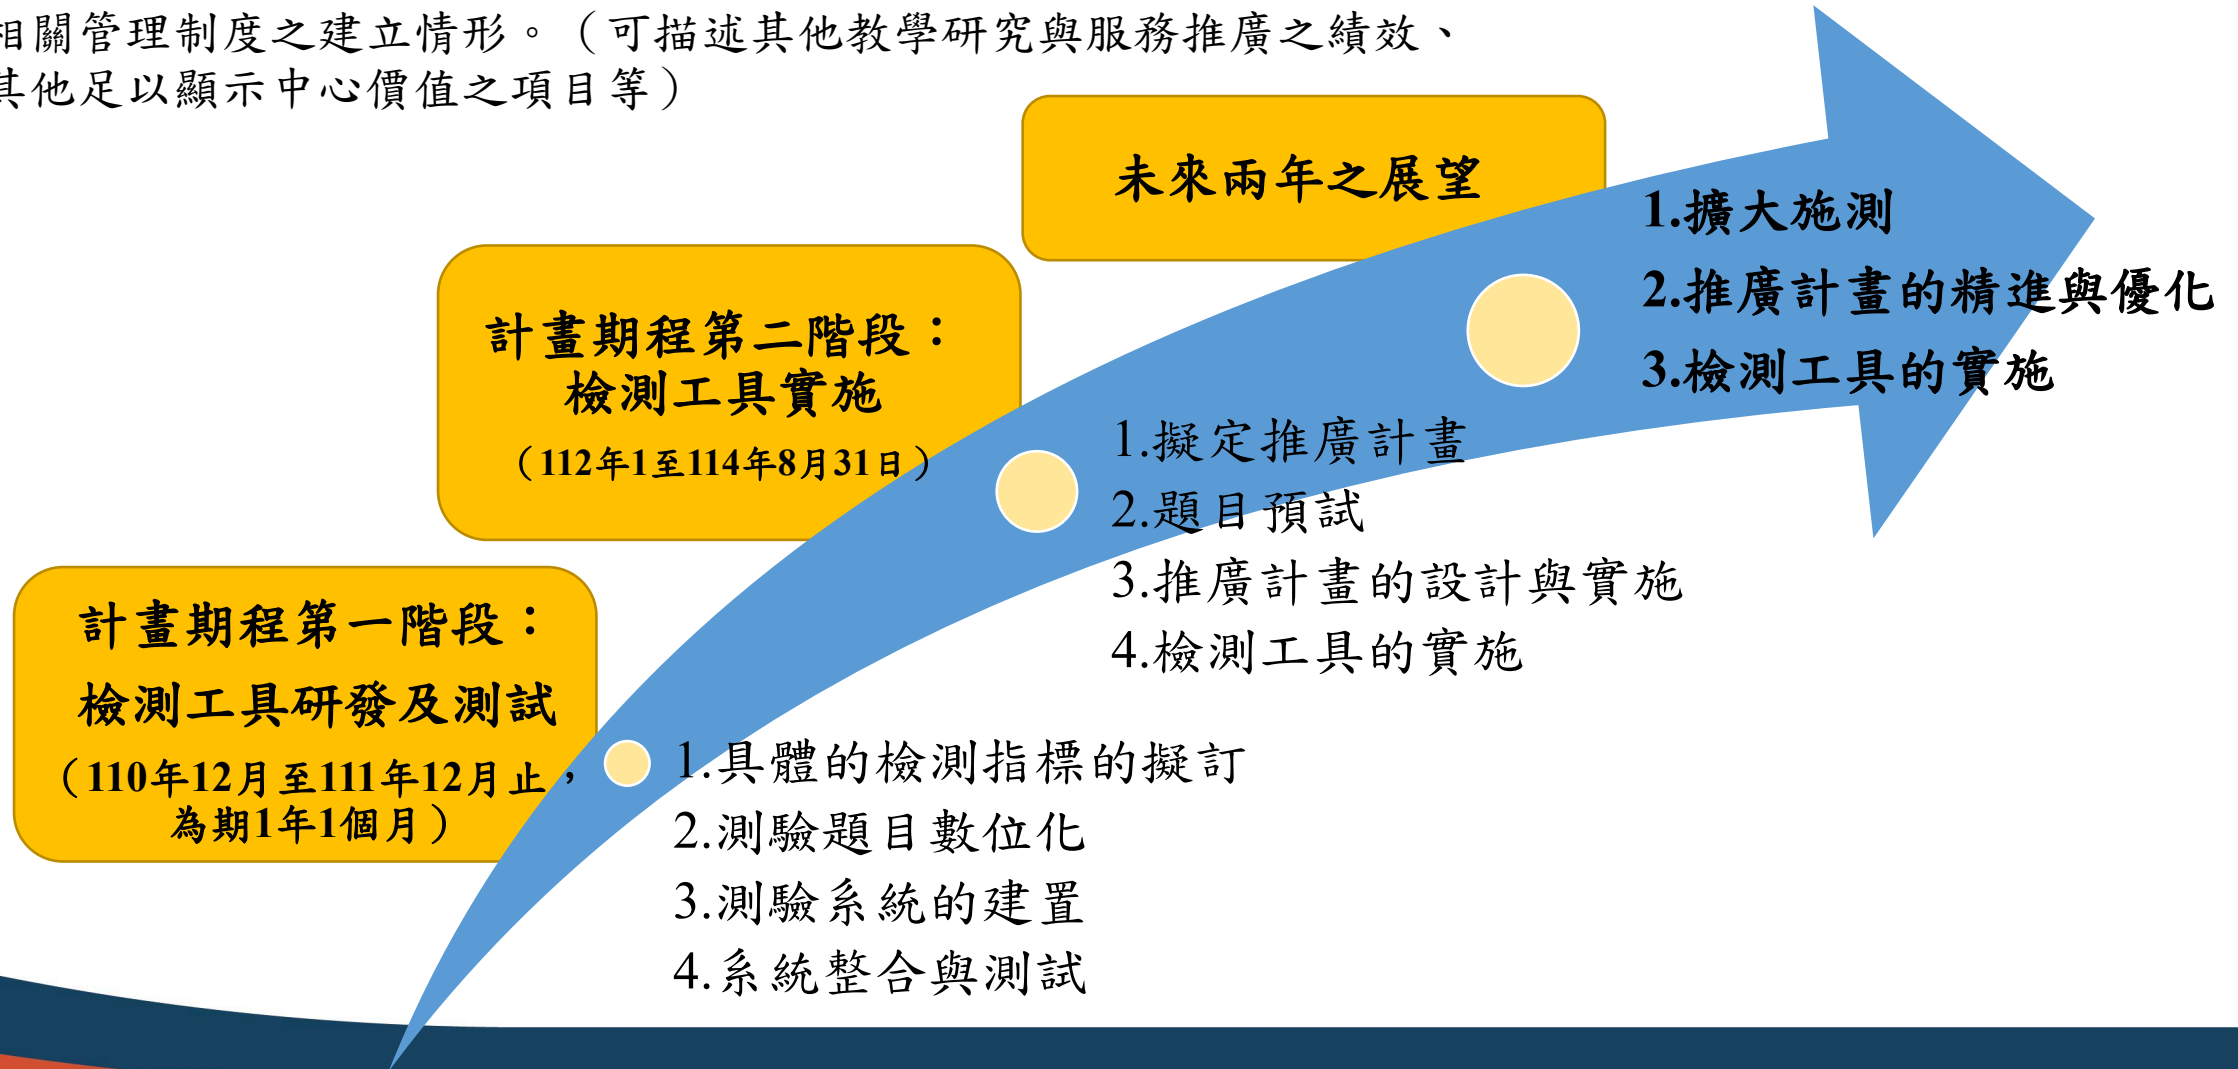 相關管理制度之建立情形。（可描述其他教學研究與服務推廣之績效、
其他足以顯示中心價值之項目等）
未來兩年之展望
1.擴大施測
2.推廣計畫的精進與優化
3.檢測工具的實施
計畫期程第二階段：
檢測工具實施
（112年1至114年8月31日）
1.擬定推廣計畫
2.題目預試
3.推廣計畫的設計與實施
4.檢測工具的實施
計畫期程第一階段：
檢測工具研發及測試
（110年12月至111年12月止，
為期1年1個月）
1.具體的檢測指標的擬訂
2.測驗題目數位化
3.測驗系統的建置
4.系統整合與測試